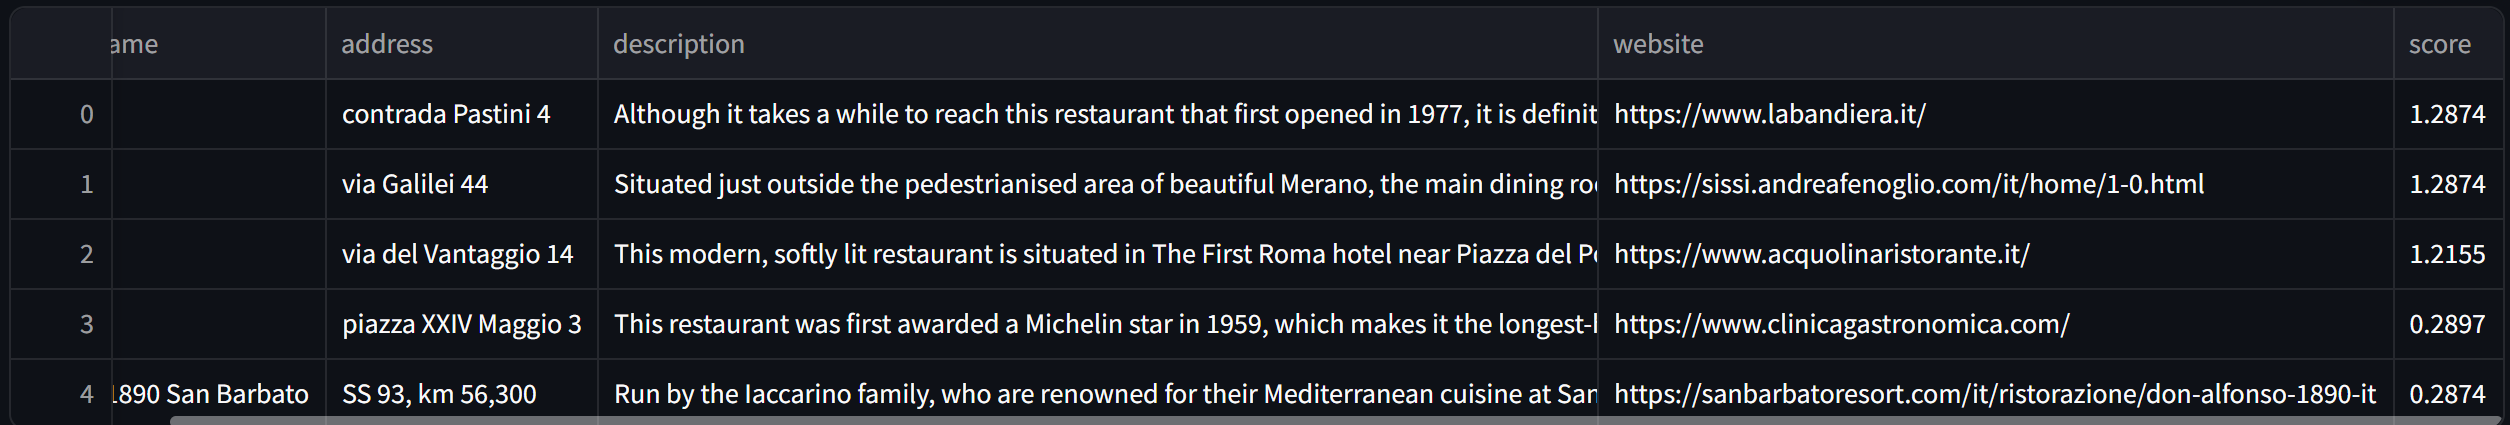 ame address description website score
0 contrada Pastini 4 Although it takes a while to reach this restaurant that first opened in 1977, it is definit https://www.labandiera.it/ 1.2874
1 via Galilei 44 Situated just outside the pedestrianised area of beautiful Merano, the main dining roo https://sissi.andreafenoglio.com/it/home/1-0.html 1.2874
2 via del Vantaggio 14 This modern, softly lit restaurant is situated in The First Roma hotel near Piazza del Po https://www.acquolinaristorante.it/ 1.2155
3 piazza XXIV Maggio 3 This restaurant was first awarded a Michelin star in 1959, which makes it the longest- https://www.clinicagastronomica.com/ 0.2897
4 1890 San Barbato SS 93, km 56,300 Run by the Iaccarino family, who are renowned for their Mediterranean cuisine at San https://sanbarbatoresort.com/it/ristorazione/don-alfonso-1890-it 0.2874